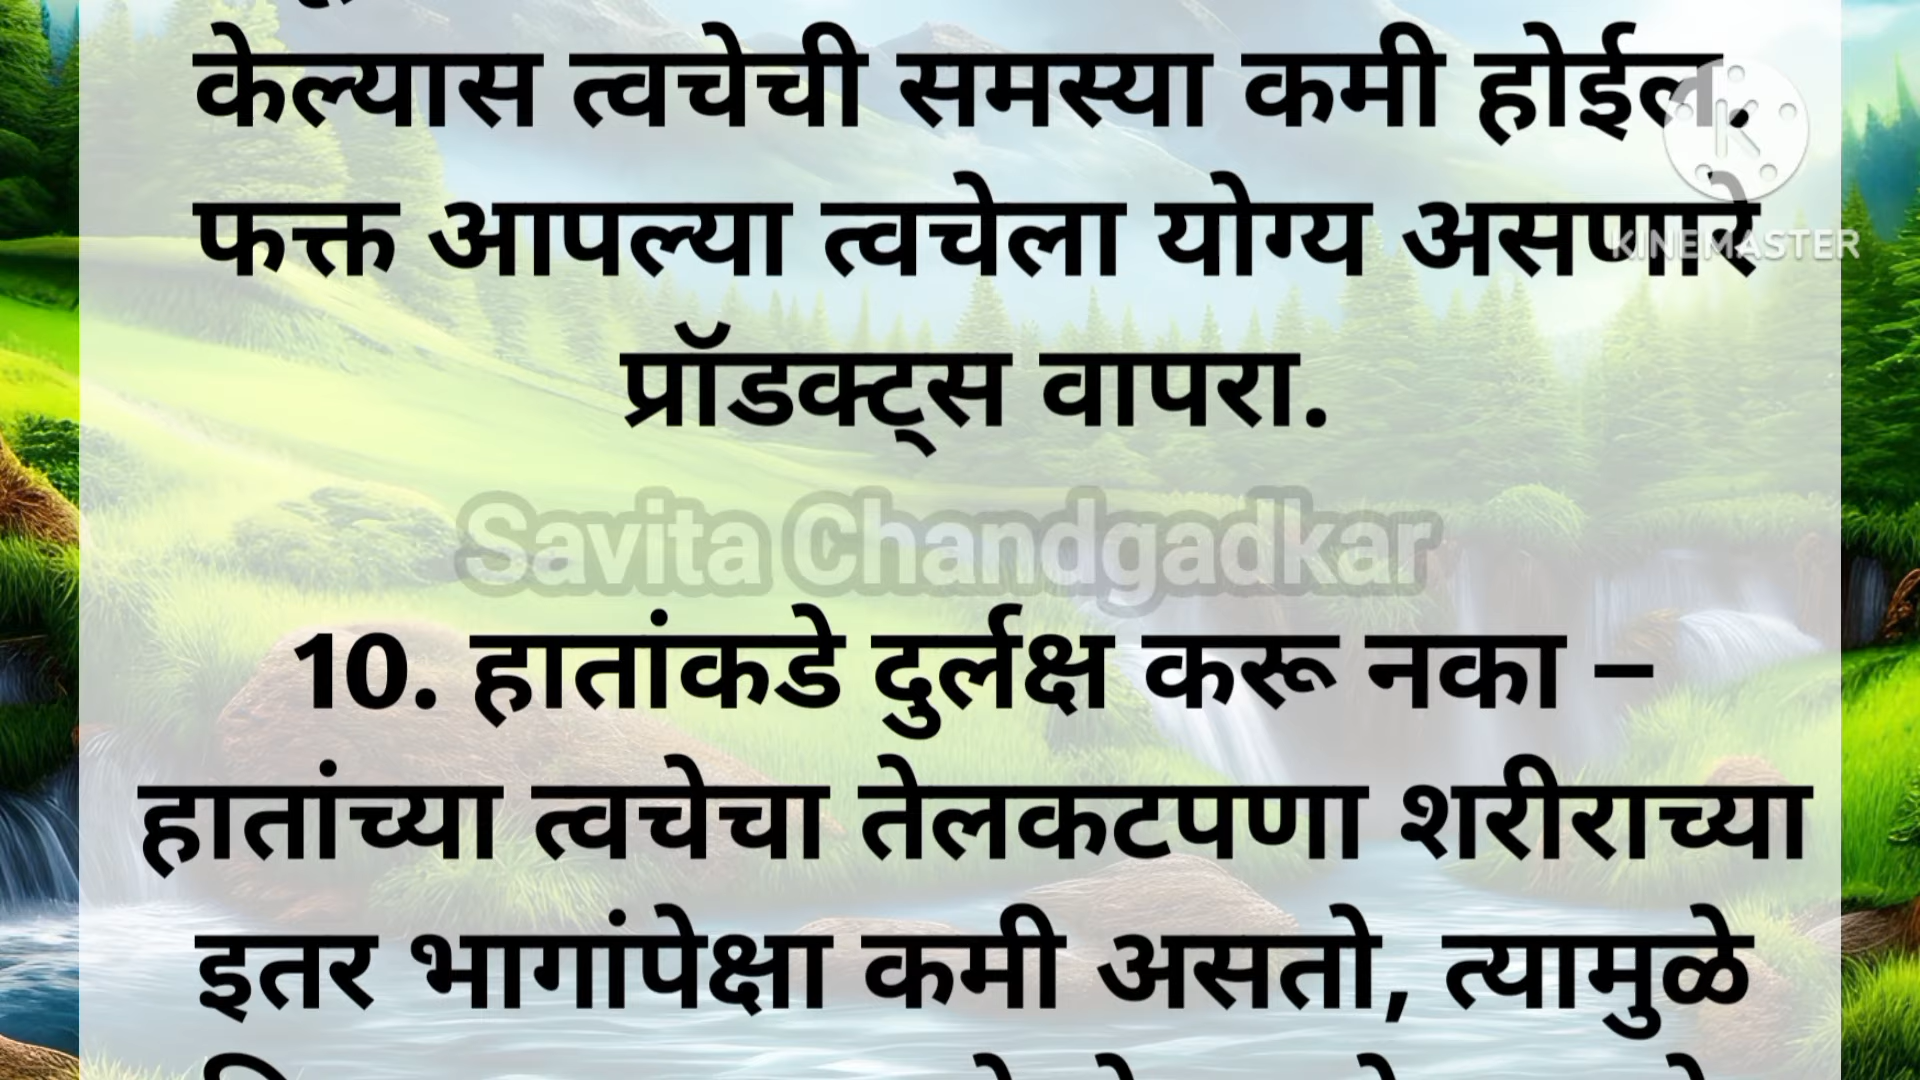 केल्यास त्वचेची समस्या कमी होईल.
फक्त आपल्या त्वचेला योग्य असणारे
प्रॉडक्ट्स वापरा.
Savita Chandgadkar
10. हातांकडे दुर्लक्ष करू नका –
हातांच्या त्वचेचा तेलकटपणा शरीराच्या
इतर भागांपेक्षा कमी असतो, त्यामुळे
K
KINEMASTER